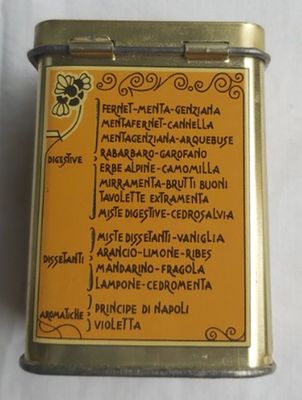 FERNET-MENTA-GENZIANA
MENTAFERNET-CANNELLA
MENTAGENZIANA-ARQUEBUSE
DIGESTIVE
RABARBARO-GAROFANO
ERBE ALPINE-CAMOMILLA
MIRRAMENTA-BRUTTI BUONI
TAVOLETTE EXTRAMENTA
MISTE DIGESTIVE-CEDROSALVIA
MISTE DISSETANTI-VANIGLIA
DISSETANTI
ARANCIO-LIMONE-RIBES
MANDARINO-FRAGOLA
LAMPONE-CEDROMENTA
AROMATICHE
PRINCIPE DI NAPOLI
VIOLETTA